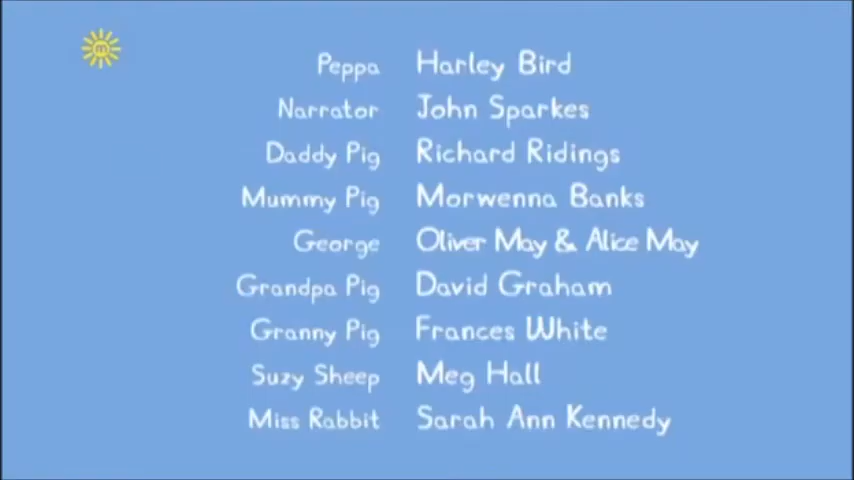 m
Peppa Harley Bird
Narrator John Sparkes
Daddy Pig Richard Ridings
Mummy Pig Morwenna Banks
George Oliver May & Alice May
Grandpa Pig David Graham
Granny Pig Frances White
Suzy Sheep Meg Hall
Miss Rabbit Sarah Ann Kennedy